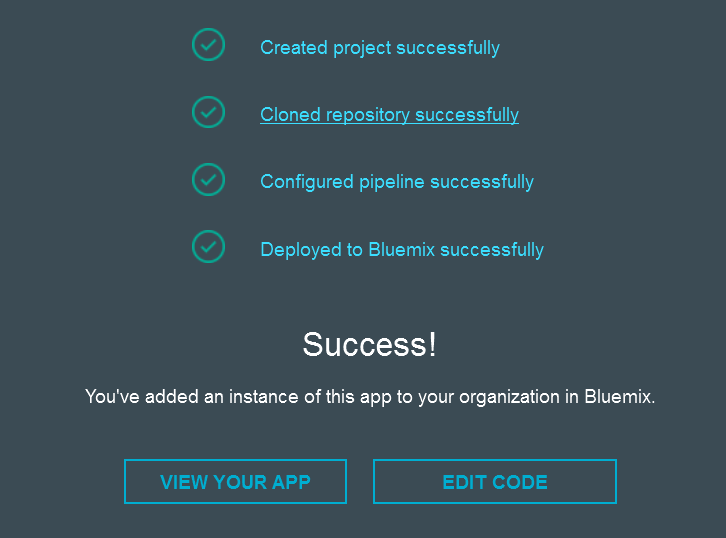 Created project successfully
Cloned repository successfully
Configured pipeline successfully
Deployed to Bluemix successfully
Success!
You've added an instance of this app to your organization in Bluemix.
VIEW YOUR APP
EDIT CODE